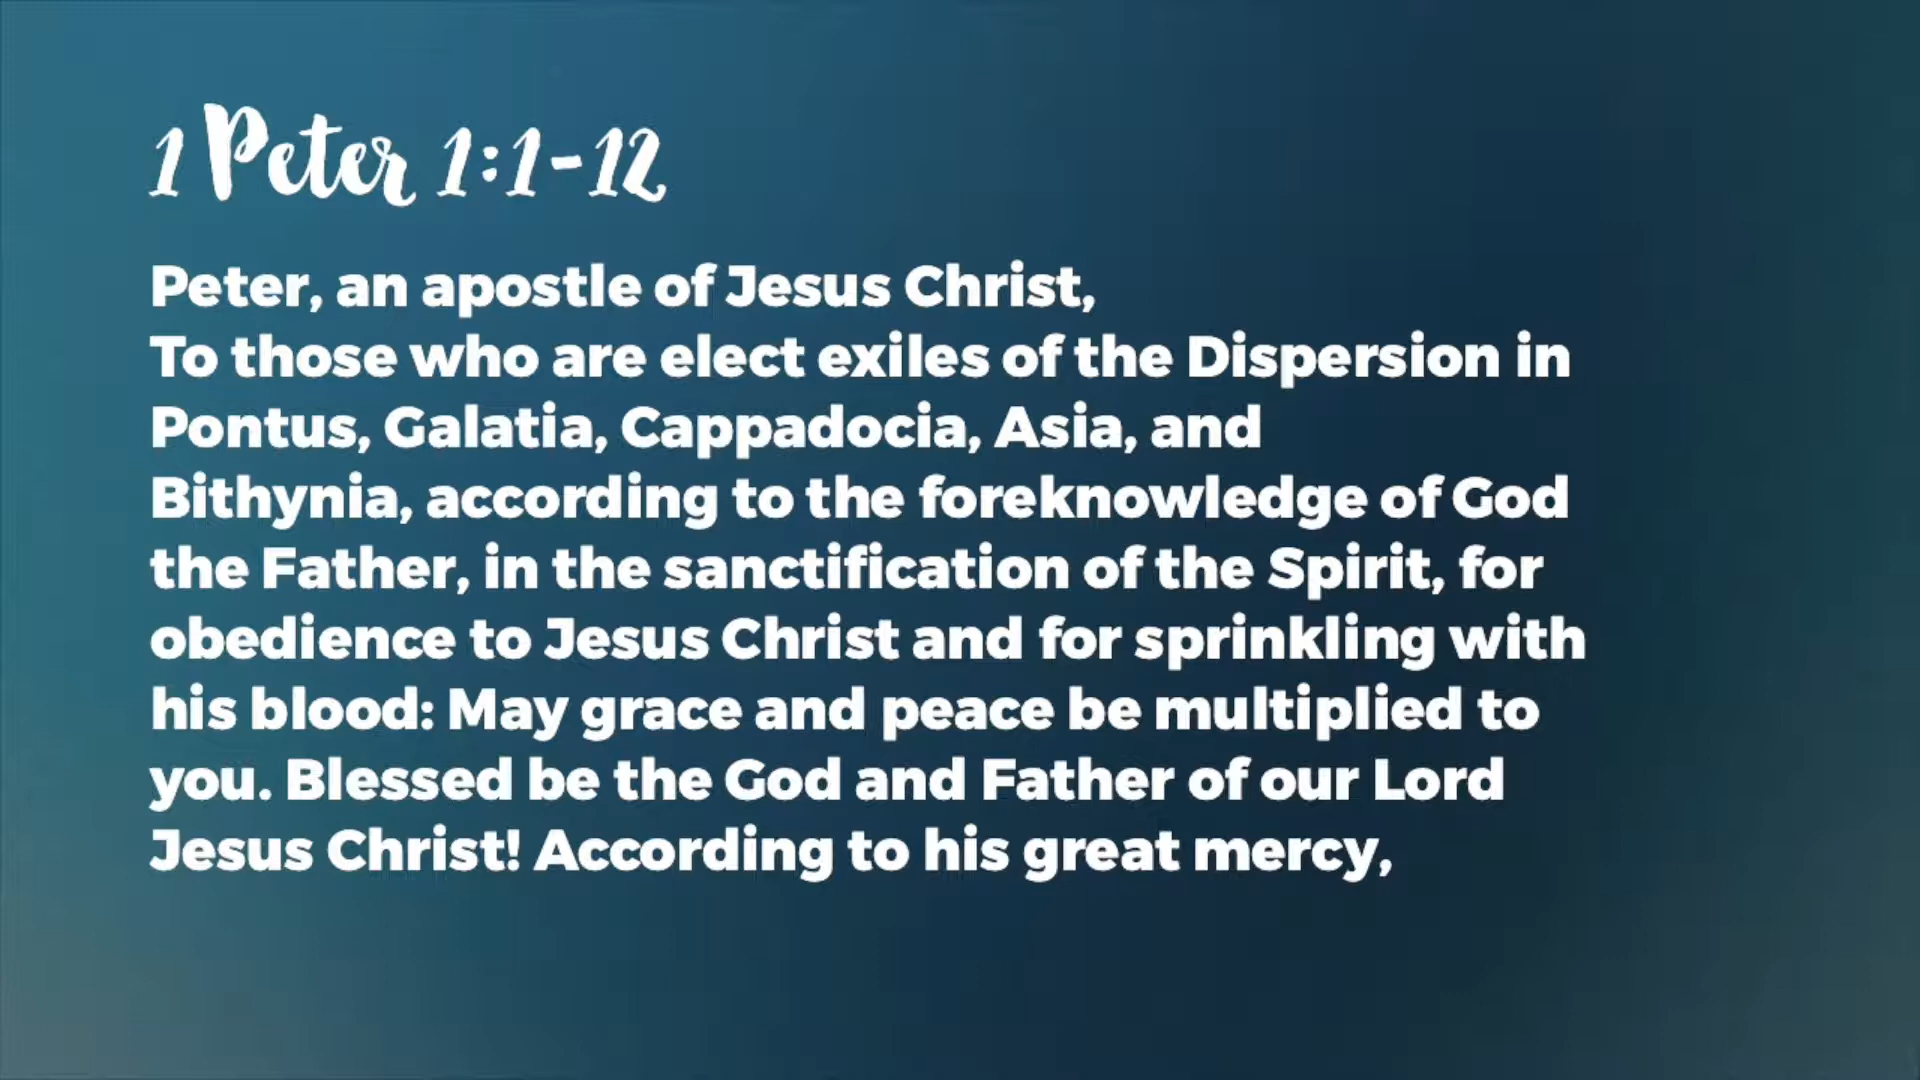 1 Peter 1:1-12
Peter, an apostle of Jesus Christ,
To those who are elect exiles of the Dispersion in
Pontus, Galatia, Cappadocia, Asia, and
Bithynia, according to the foreknowledge of God
the Father, in the sanctification of the Spirit, for
obedience to Jesus Christ and for sprinkling with
his blood: May grace and peace be multiplied to
you. Blessed be the God and Father of our Lord
Jesus Christ! According to his great mercy,